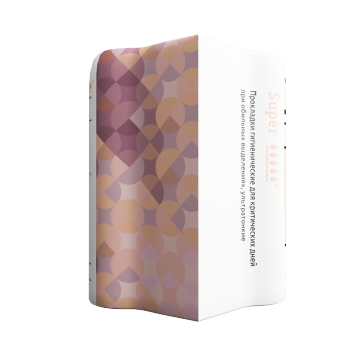 Super
Прокладки гигиенические для критических дней
при обильных выделениях, ультратонкие